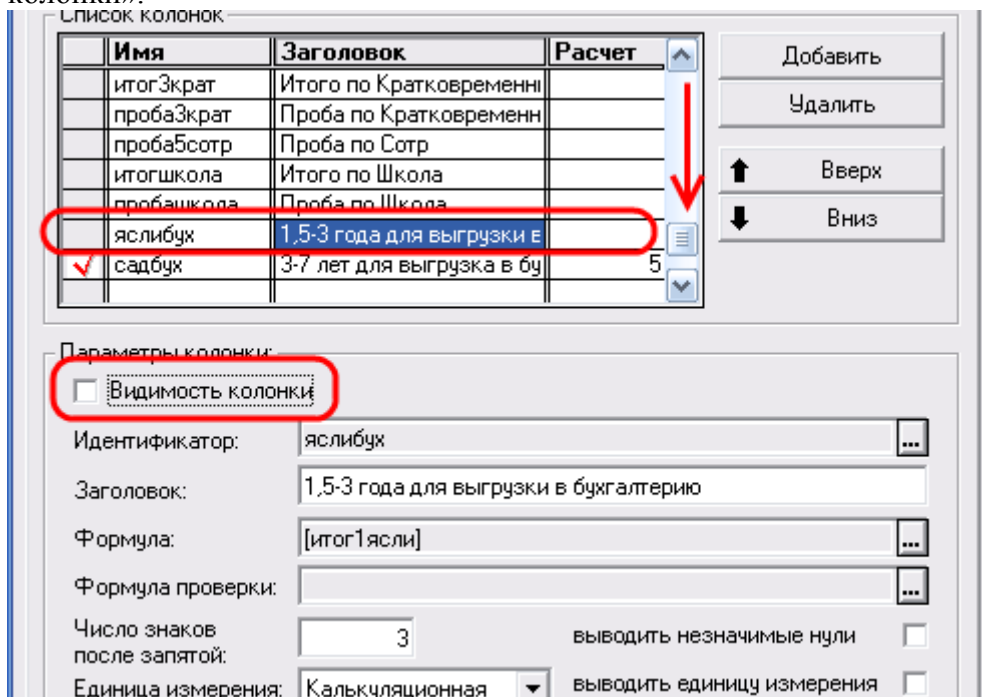 колонки».
Список колонок
Имя Заголовок Расчет
итог3крат Итого по Кратковременн
проба3крат Проба по Кратковременн
проба5сотр Проба по Сотр
итогшкола Итого по Школа
пробашкола Проба по Школа
яслибух 1,5-3 года для выгрузки в
садбух 3-7 лет для выгрузка в бу 5
Добавить
Удалить
Вверх
Вниз
Параметры колонки:
Видимость колонки
Идентификатор: яслибух ...
Заголовок: 1,5-3 года для выгрузки в бухгалтерию
Формула: [итог1ясли] ...
Формула проверки: ...
Число знаков
после запятой: 3 выводить незначимые нули
Единица измерения: Калькуляционная выводить единицу измерения